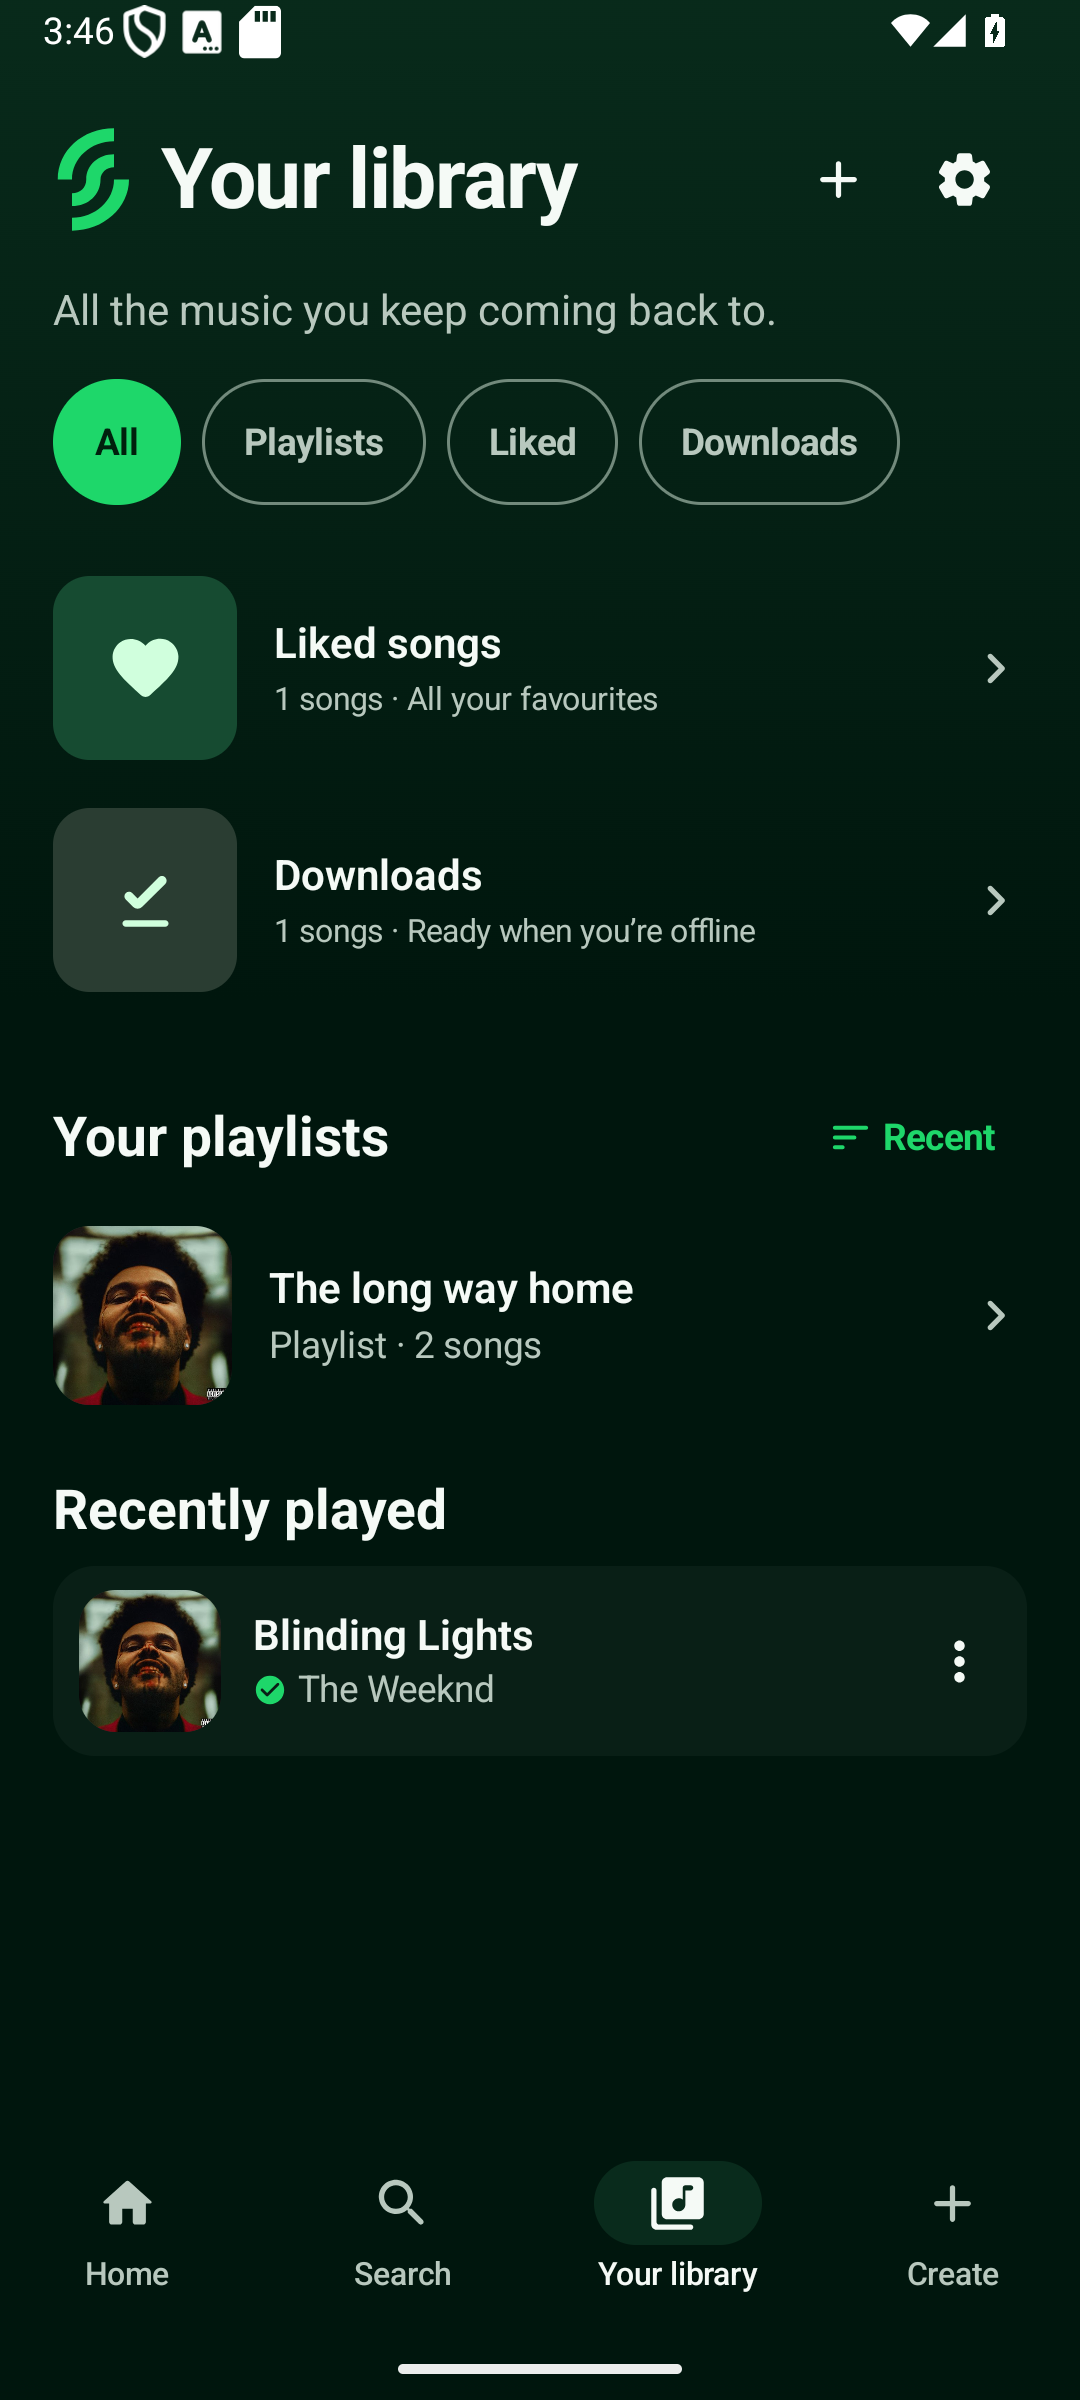 3:46
Your library
All the music you keep coming back to.
All
Playlists
Liked
Downloads
Liked songs
1 songs · All your favourites
Downloads
1 songs · Ready when you’re offline
Your playlists
Recent
The long way home
Playlist · 2 songs
Recently played
Blinding Lights
The Weeknd
Home
Search
Your library
Create